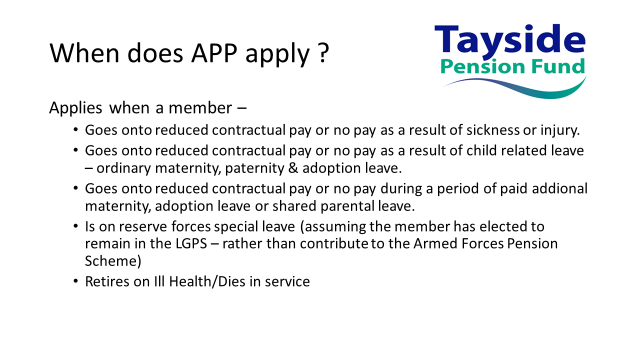 Tayside
Pension Fund
When does APP apply ?
Applies when a member –
• Goes onto reduced contractual pay or no pay as a result of sickness or injury.
• Goes onto reduced contractual pay or no pay as a result of child related leave
– ordinary maternity, paternity & adoption leave.
• Goes onto reduced contractual pay or no pay during a period of paid addional
maternity, adoption leave or shared parental leave.
• Is on reserve forces special leave (assuming the member has elected to
remain in the LGPS – rather than contribute to the Armed Forces Pension
Scheme)
• Retires on Ill Health/Dies in service